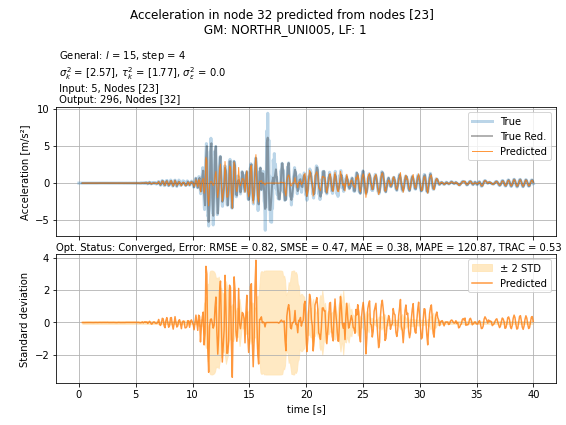 Acceleration in node 32 predicted from nodes [23]
GM: NORTHR_UNI005, LF: 1
General: l = 15, step = 4
σ²ₖ = [2.57], τ²ₖ = [1.77], σ²ₑ = 0.0
Input: 5, Nodes [23]
Output: 296, Nodes [32]
10
5
0
−5
Acceleration [m/s²]
True
True Red.
Predicted
Opt. Status: Converged, Error: RMSE = 0.82, SMSE = 0.47, MAE = 0.38, MAPE = 120.87, TRAC = 0.53
4
2
0
−2
Standard deviation
± 2 STD
Predicted
0 5 10 15 20 25 30 35 40
time [s]